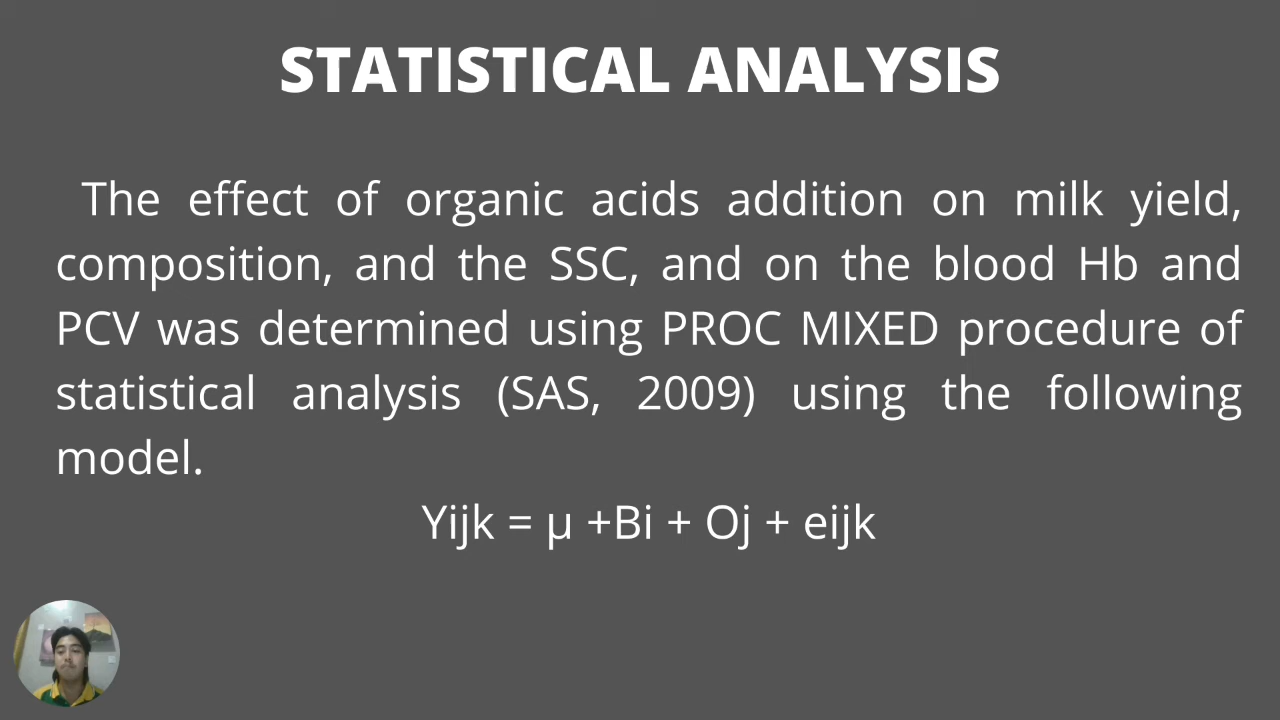 STATISTICAL ANALYSIS
The effect of organic acids addition on milk yield,
composition, and the SSC, and on the blood Hb and
PCV was determined using PROC MIXED procedure of
statistical analysis (SAS, 2009) using the following
model.
Yijk = µ +Bi + Oj + eijk